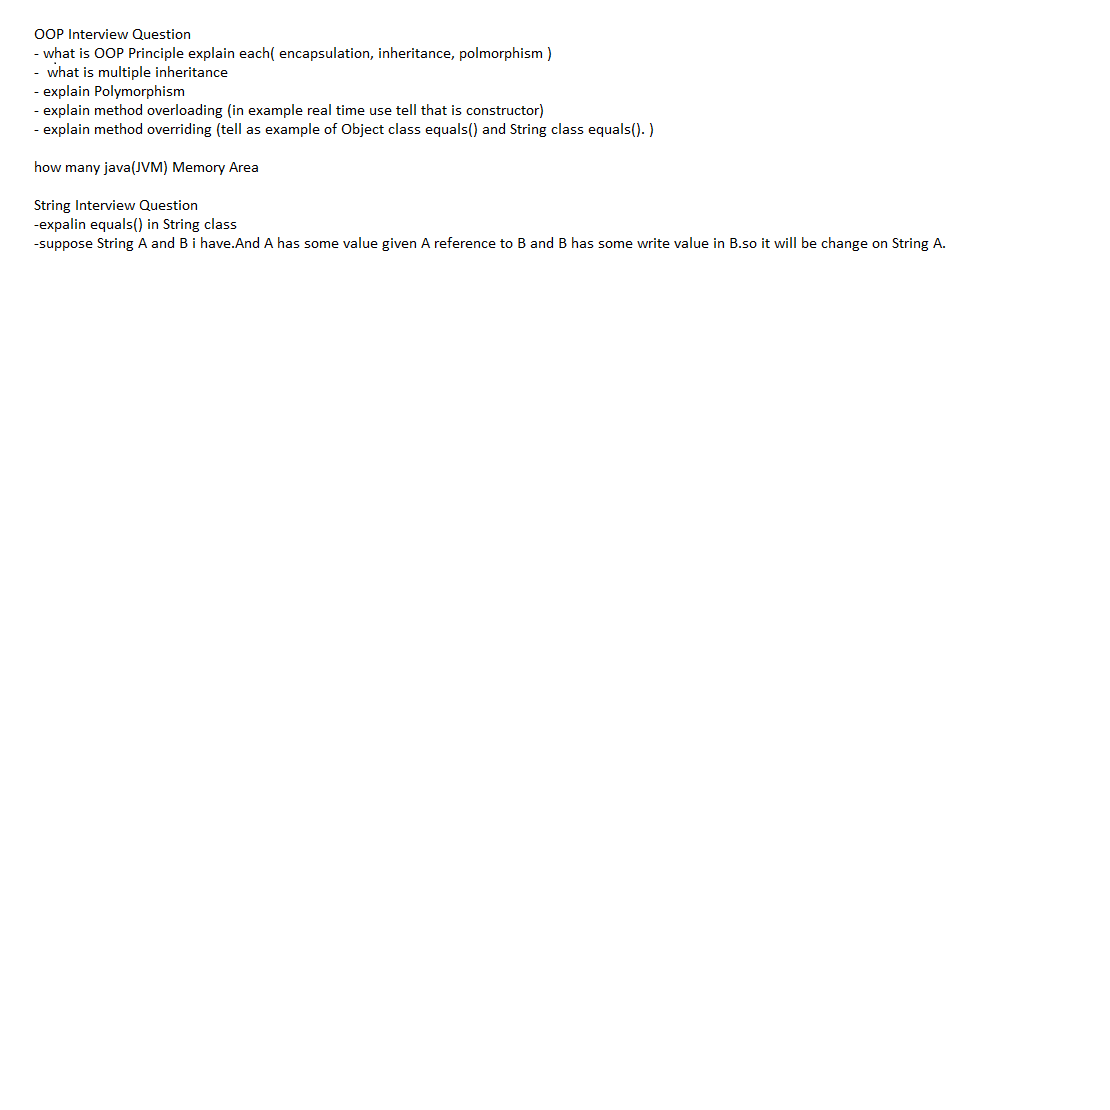 OOP Interview Question
- what is OOP Principle explain each( encapsulation, inheritance, polmorphism )
-  what is multiple inheritance
- explain Polymorphism
- explain method overloading (in example real time use tell that is constructor)
- explain method overriding (tell as example of Object class equals() and String class equals(). )
how many java(JVM) Memory Area
String Interview Question
-expalin equals() in String class
-suppose String A and B i have.And A has some value given A reference to B and B has some write value in B.so it will be change on String A.